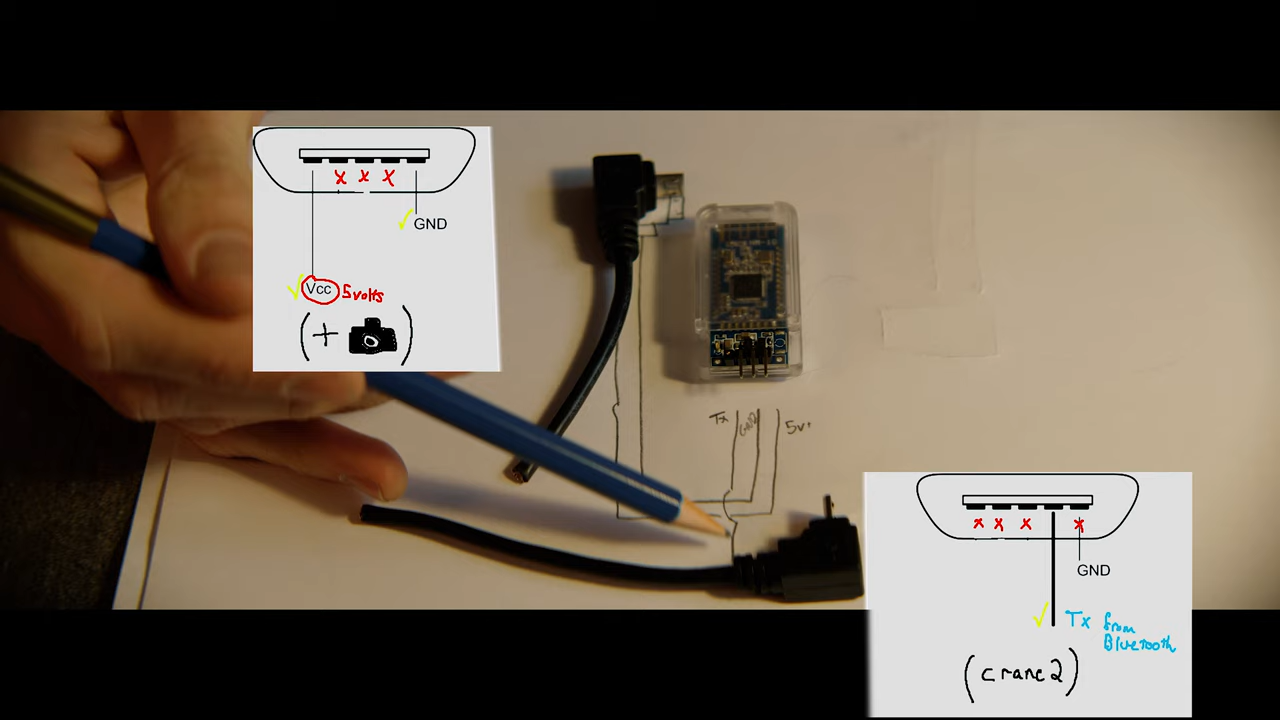 x x x
GND
Vcc 5volts
(+ )
Tx GND 5v+
x x x x
GND
Tx from
Bluetooth
(crane2)